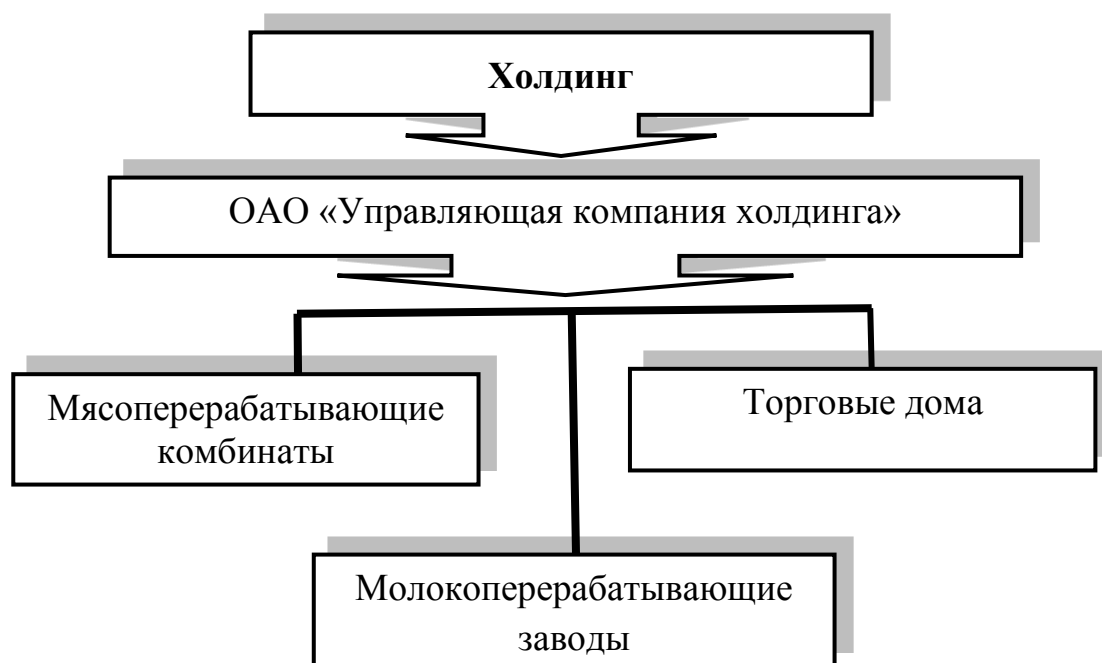 Холдинг
ОАО «Управляющая компания холдинга»
Мясоперерабатывающие
комбинаты
Торговые дома
Молокоперерабатывающие
заводы